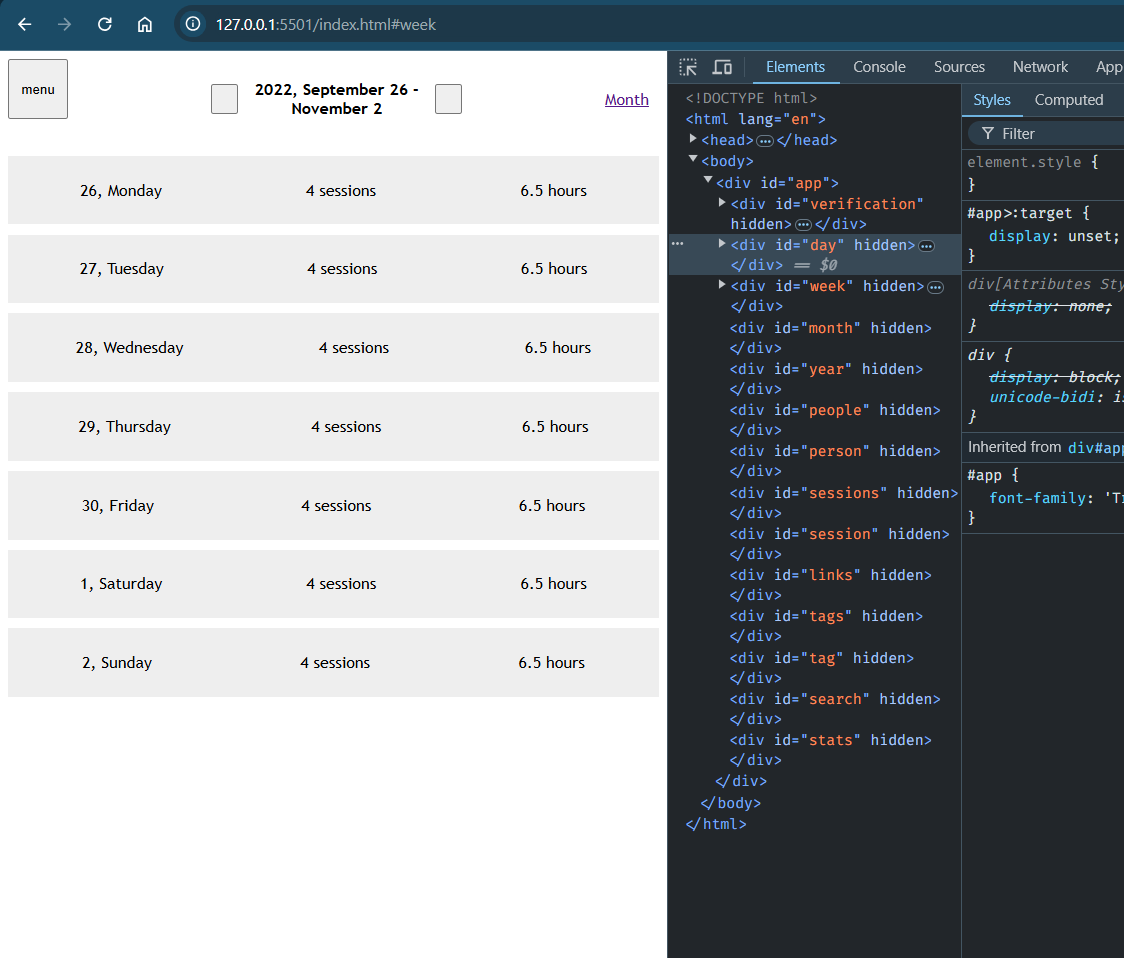 127.0.0.1:5501/index.html#week
menu
2022, September 26 -
November 2
Month
26, Monday 4 sessions 6.5 hours
27, Tuesday 4 sessions 6.5 hours
28, Wednesday 4 sessions 6.5 hours
29, Thursday 4 sessions 6.5 hours
30, Friday 4 sessions 6.5 hours
1, Saturday 4 sessions 6.5 hours
2, Sunday 4 sessions 6.5 hours
Elements Console Sources Network App
<!DOCTYPE html>
<html lang="en">
<head>…</head>
<body>
<div id="app">
<div id="verification"
hidden>…</div>
<div id="day" hidden>…
</div> == $0
<div id="week" hidden>…
</div>
<div id="month" hidden>
</div>
<div id="year" hidden>
</div>
<div id="people" hidden>
</div>
<div id="person" hidden>
</div>
<div id="sessions" hidden>
</div>
<div id="session" hidden>
</div>
<div id="links" hidden>
</div>
<div id="tags" hidden>
</div>
<div id="tag" hidden>
</div>
<div id="search" hidden>
</div>
<div id="stats" hidden>
</div>
</div>
</body>
</html>
Styles Computed
Filter
element.style {
}
#app>:target {
display: unset;
}
div[Attributes Sty
display: none;
}
div {
display: block;
unicode-bidi: i
}
Inherited from div#app
#app {
font-family: 'Ti
}